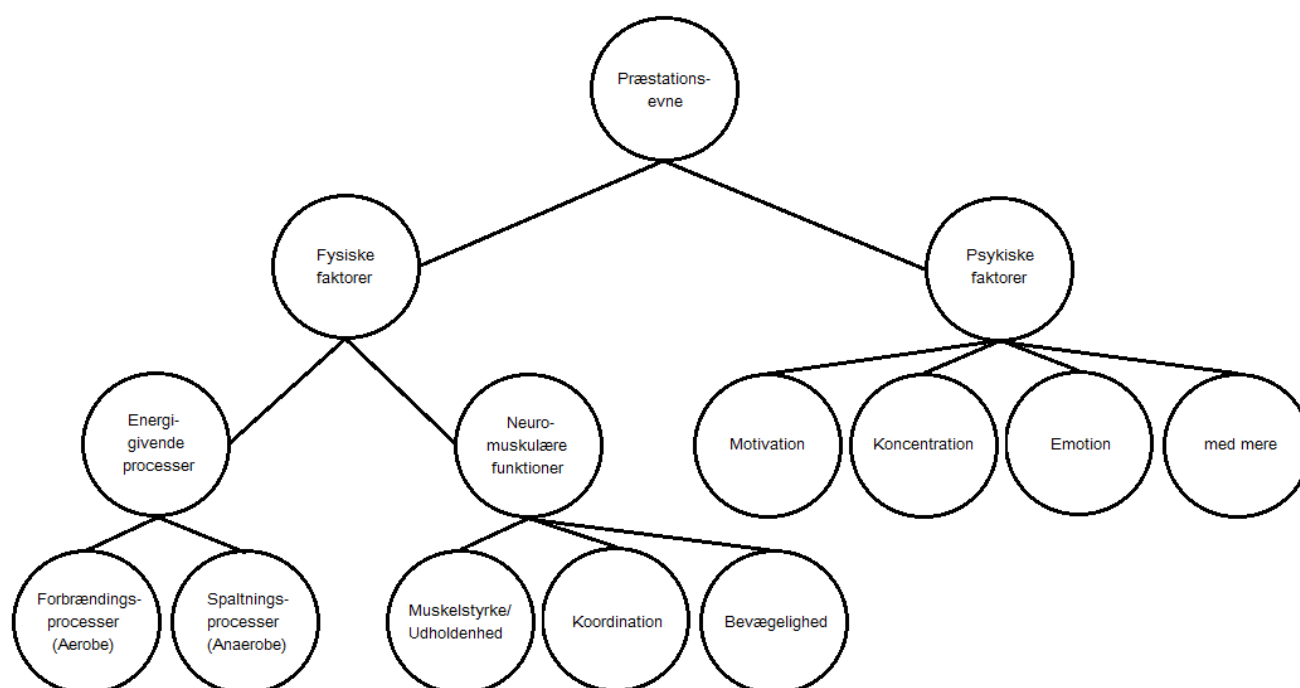 Præstations-
evne
Fysiske
faktorer
Psykiske
faktorer
Energi-
givende
processer
Neuro-
muskulære
funktioner
Motivation
Koncentration
Emotion
med mere
Forbrændings-
processer
(Aerobe)
Spaltnings-
processer
(Anaerobe)
Muskelstyrke/
Udholdenhed
Koordination
Bevægelighed